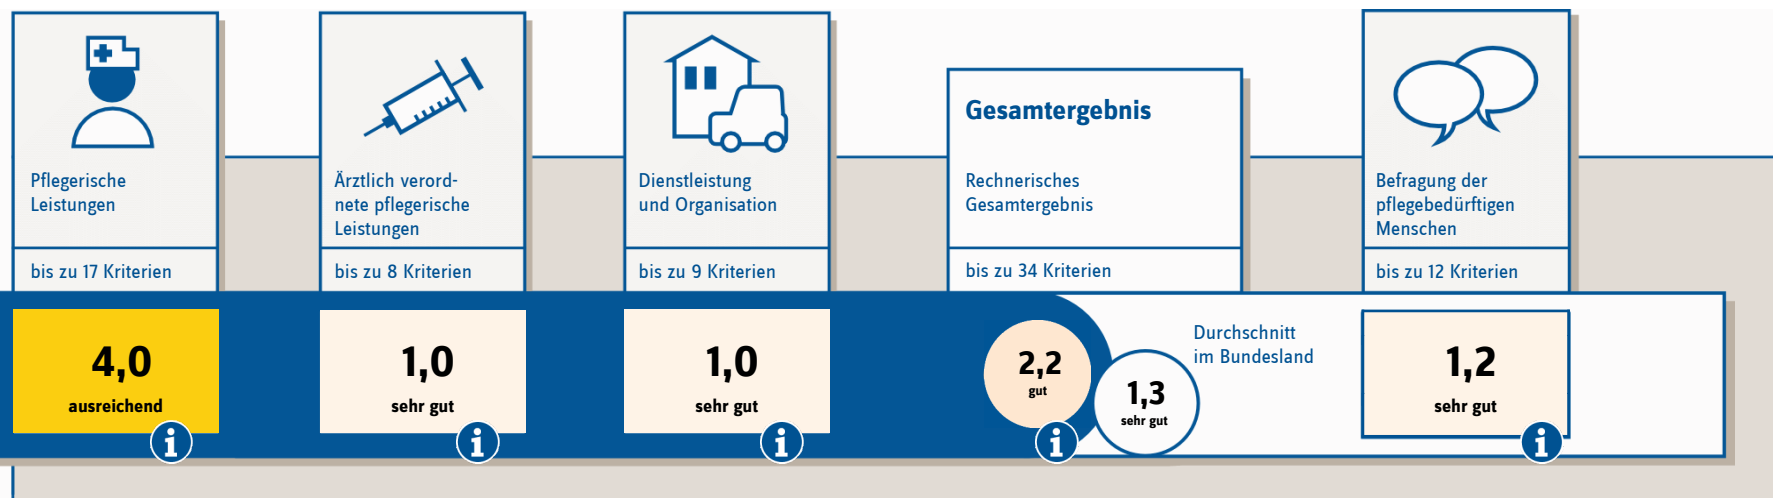 Pflegerische
Leistungen
bis zu 17 Kriterien
4,0
ausreichend
i
Ärztlich verord-
nete pflegerische
Leistungen
bis zu 8 Kriterien
1,0
sehr gut
i
Dienstleistung
und Organisation
bis zu 9 Kriterien
1,0
sehr gut
i
Gesamtergebnis
Rechnerisches
Gesamtergebnis
bis zu 34 Kriterien
2,2
gut
i
1,3
sehr gut
Durchschnitt
im Bundesland
Befragung der
pflegebedürftigen
Menschen
bis zu 12 Kriterien
1,2
sehr gut
i